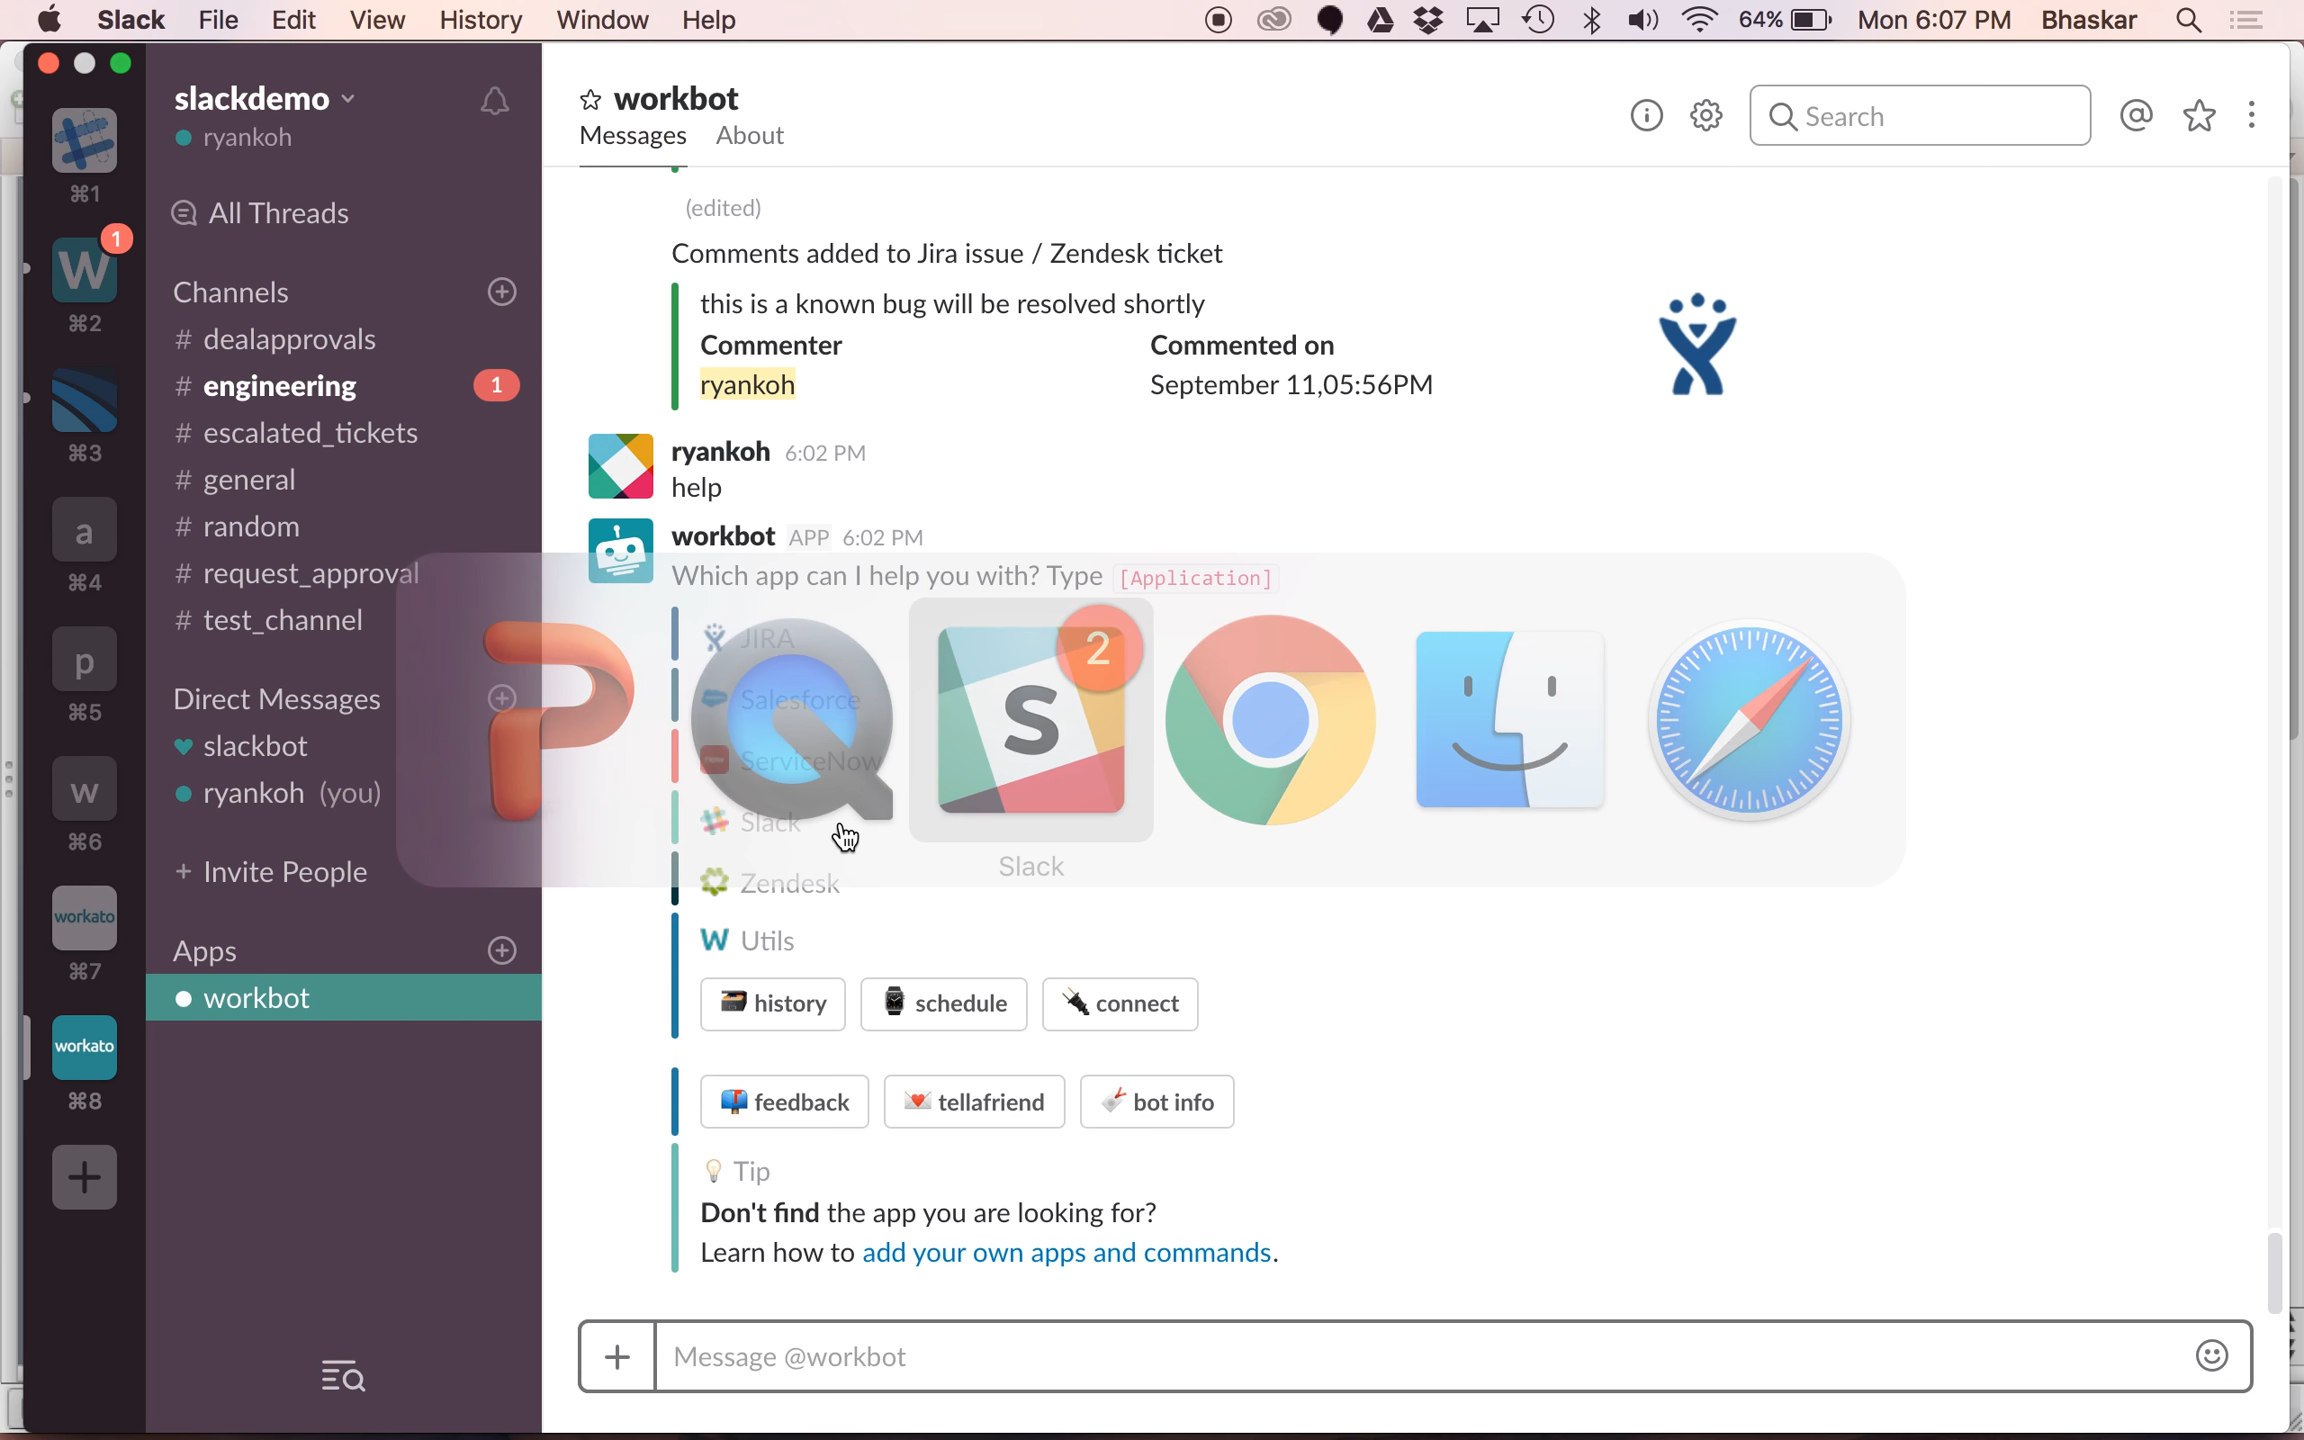 Slack File Edit View History Window Help 64% Mon 6:07 PM Bhaskar
slackdemo
ryankoh
All Threads
Channels
# dealapprovals
# engineering 1
# escalated_tickets
# general
# random
# request_approval
# test_channel
Direct Messages
slackbot
ryankoh (you)
+ Invite People
Apps
workbot
⌘1
W 1
⌘2
⌘3
a
⌘4
p
⌘5
w
⌘6
workato
⌘7
workato
⌘8
workbot
Messages About
Search
(edited)
Comments added to Jira issue / Zendesk ticket
this is a known bug will be resolved shortly
Commenter Commented on
ryankoh September 11,05:56PM
ryankoh 6:02 PM
help
workbot APP 6:02 PM
Which app can I help you with? Type [Application]
JIRA
Salesforce
ServiceNow
Slack
Zendesk
S 2
Slack
W Utils
history schedule connect
feedback tellafriend bot info
Tip
Don't find the app you are looking for?
Learn how to add your own apps and commands.
Message @workbot